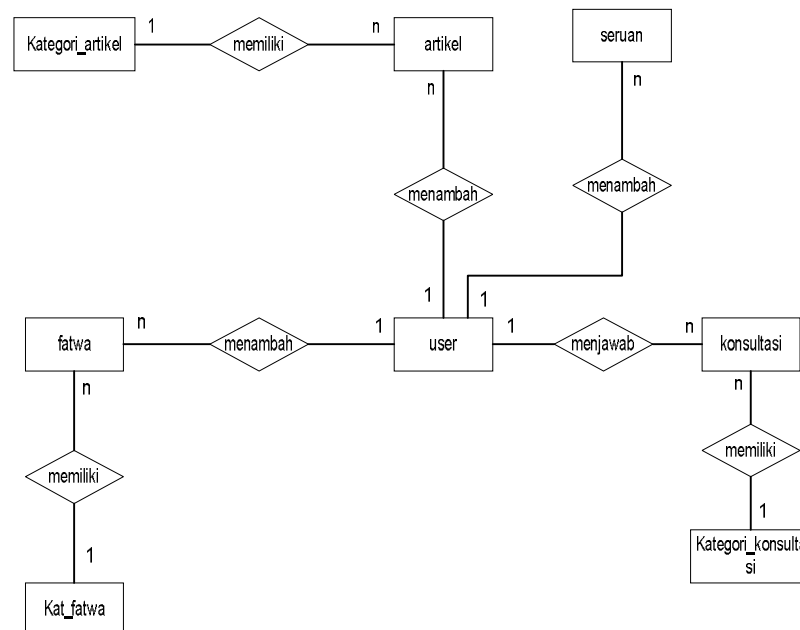 Kategori_artikel
1
memiliki
n
artikel
seruan
n
n
menambah
menambah
1
1
fatwa
n
menambah
1
user
1
menjawab
n
konsultasi
n
n
memiliki
memiliki
1
1
Kategori_konsulta
si
Kat_fatwa